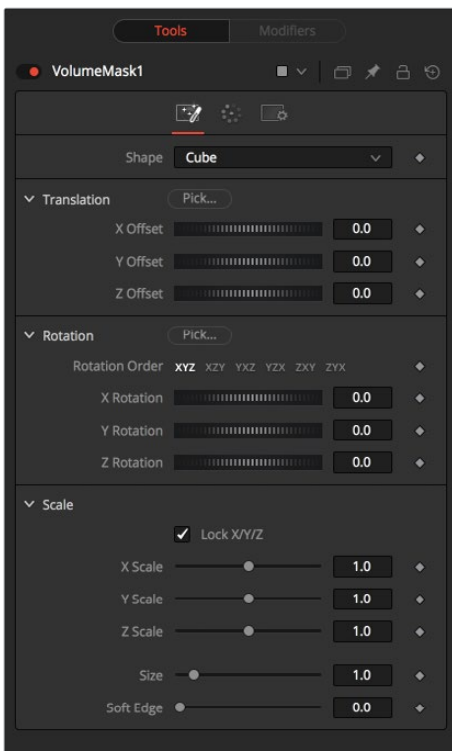 Tools Modifiers
VolumeMask1
Shape Cube
Translation Pick...
X Offset 0.0
Y Offset 0.0
Z Offset 0.0
Rotation Pick...
Rotation Order XYZ XZY YXZ YZX ZXY ZYX
X Rotation 0.0
Y Rotation 0.0
Z Rotation 0.0
Scale
Lock X/Y/Z
X Scale 1.0
Y Scale 1.0
Z Scale 1.0
Size 1.0
Soft Edge 0.0